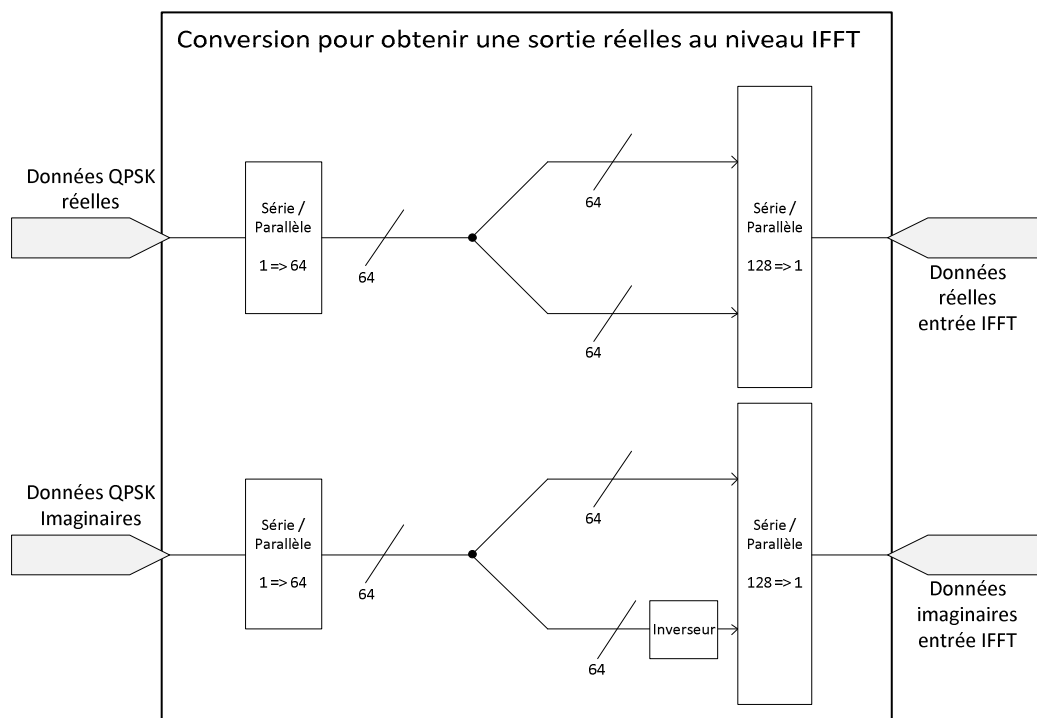 Conversion pour obtenir une sortie réelles au niveau IFFT
Données QPSK
réelles
Série /
Parallèle
1 => 64
64
64
64
Série /
Parallèle
128 => 1
Données
réelles
entrée IFFT
Données QPSK
Imaginaires
Série /
Parallèle
1 => 64
64
64
64
Inverseur
Série /
Parallèle
128 => 1
Données
imaginaires
entrée IFFT